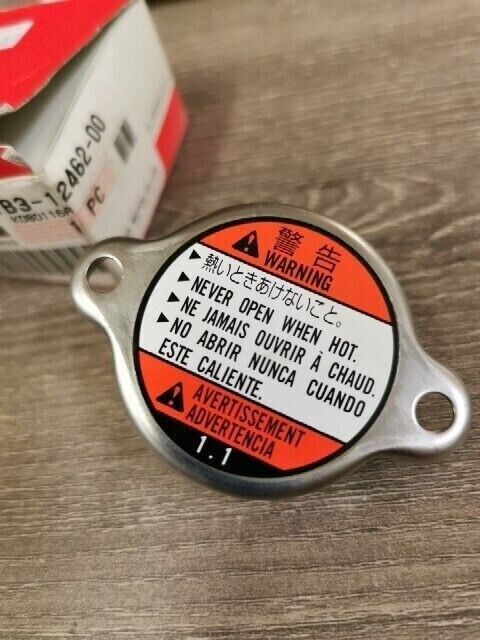 B3-12462-00
1 PC
警告
WARNING
▶熱いときあけないこと。
▶NEVER OPEN WHEN HOT.
▶NE JAMAIS OUVRIR À CHAUD.
▶NO ABRIR NUNCA CUANDO
ESTE CALIENTE.
AVERTISSEMENT
ADVERTENCIA
1.1